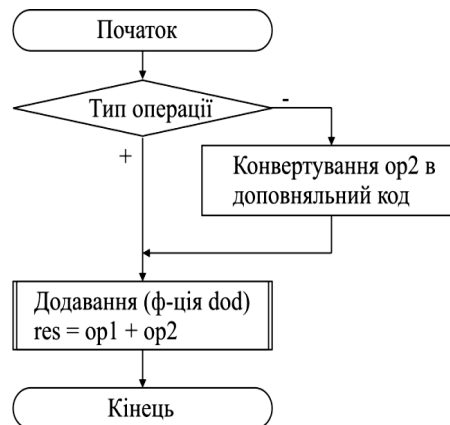 Початок
Тип операції
-
+
Конвертування op2 в
доповняльний код
Додавання (ф-ція dod)
res = op1 + op2
Кінець